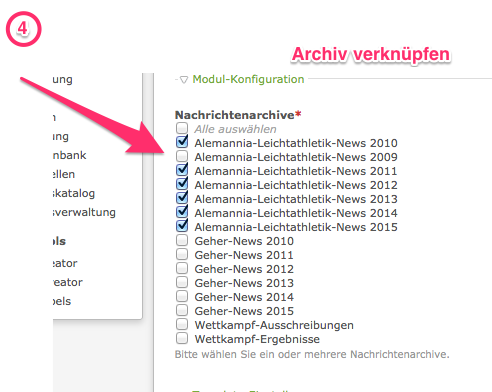 4
Archiv verknüpfen
Modul-Konfiguration
Nachrichtenarchive*
Alle auswählen
Alemannia-Leichtathletik-News 2010
Alemannia-Leichtathletik-News 2009
Alemannia-Leichtathletik-News 2011
Alemannia-Leichtathletik-News 2012
Alemannia-Leichtathletik-News 2013
Alemannia-Leichtathletik-News 2014
Alemannia-Leichtathletik-News 2015
Geher-News 2010
Geher-News 2011
Geher-News 2012
Geher-News 2013
Geher-News 2014
Geher-News 2015
Wettkampf-Ausschreibungen
Wettkampf-Ergebnisse
Bitte wählen Sie ein oder mehrere Nachrichtenarchive.
ung
ung
nbank
ellen
skatalog
sverwaltung
ols
eator
reator
bels